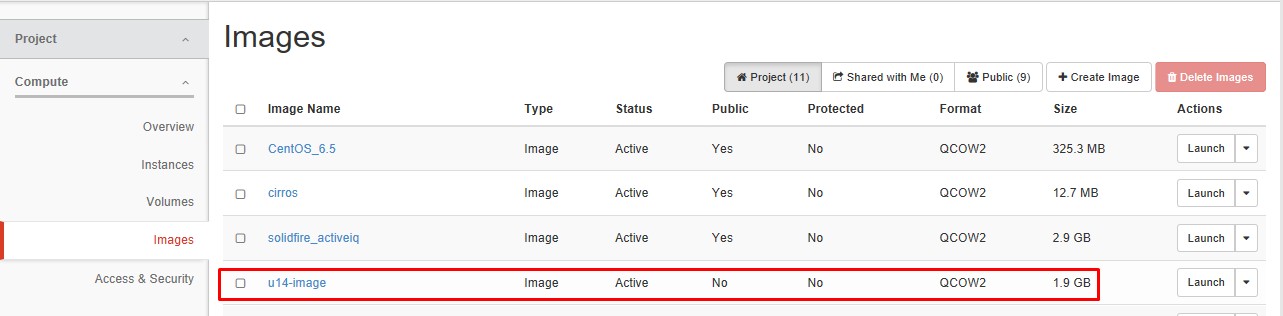 Images
Project
Compute
Overview
Instances
Volumes
Images
Access & Security
Project (11) Shared with Me (0) Public (9) Create Image Delete Images
Image Name Type Status Public Protected Format Size Actions
CentOS_6.5 Image Active Yes No QCOW2 325.3 MB Launch
cirros Image Active Yes No QCOW2 12.7 MB Launch
solidfire_activeiq Image Active Yes No QCOW2 2.9 GB Launch
u14-image Image Active No No QCOW2 1.9 GB Launch